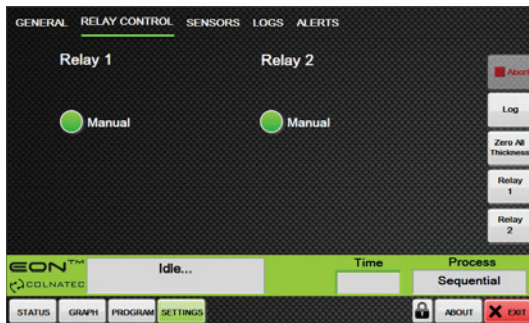 GENERAL RELAY CONTROL SENSORS LOGS ALERTS
Relay 1 Relay 2
Manual Manual
Abort
Log
Zero All
Thickness
Relay
1
Relay
2
EON™ Idle... Time Process
COLNATEC Sequential
STATUS GRAPH PROGRAM SETTINGS ABOUT X EXIT